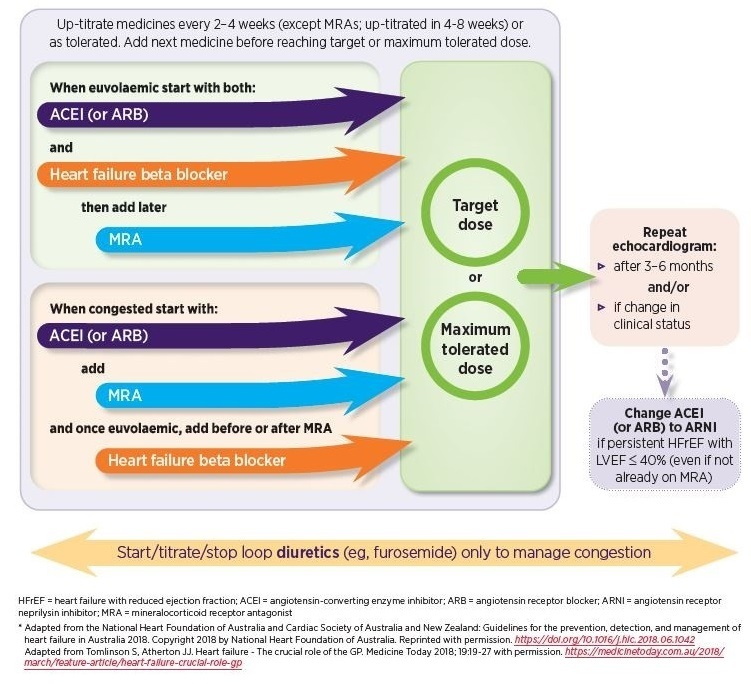 Up-titrate medicines every 2–4 weeks (except MRAs; up-titrated in 4-8 weeks) or
as tolerated. Add next medicine before reaching target or maximum tolerated dose.
When euvolaemic start with both:
ACEI (or ARB)
and
Heart failure beta blocker
then add later
MRA
When congested start with:
ACEI (or ARB)
add
MRA
and once euvolaemic, add before or after MRA
Heart failure beta blocker
Target
dose
or
Maximum
tolerated
dose
Repeat
echocardiogram:
after 3–6 months
and/or
if change in
clinical status
Change ACEI
(or ARB) to ARNI
if persistent HFrEF with
LVEF ≤ 40% (even if not
already on MRA)
Start/titrate/stop loop diuretics (eg, furosemide) only to manage congestion
HFrEF = heart failure with reduced ejection fraction; ACEI = angiotensin-converting enzyme inhibitor; ARB = angiotensin receptor blocker; ARNI = angiotensin receptor
neprilysin inhibitor; MRA = mineralocorticoid receptor antagonist
* Adapted from the National Heart Foundation of Australia and Cardiac Society of Australia and New Zealand: Guidelines for the prevention, detection, and management of
heart failure in Australia 2018. Copyright 2018 by National Heart Foundation of Australia. Reprinted with permission. https://doi.org/10.1016/j.hlc.2018.06.1042
Adapted from Tomlinson S, Atherton JJ. Heart failure - The crucial role of the GP. Medicine Today 2018; 19:19-27 with permission. https://medicinetoday.com.au/2018/
march/feature-article/heart-failure-crucial-role-gp